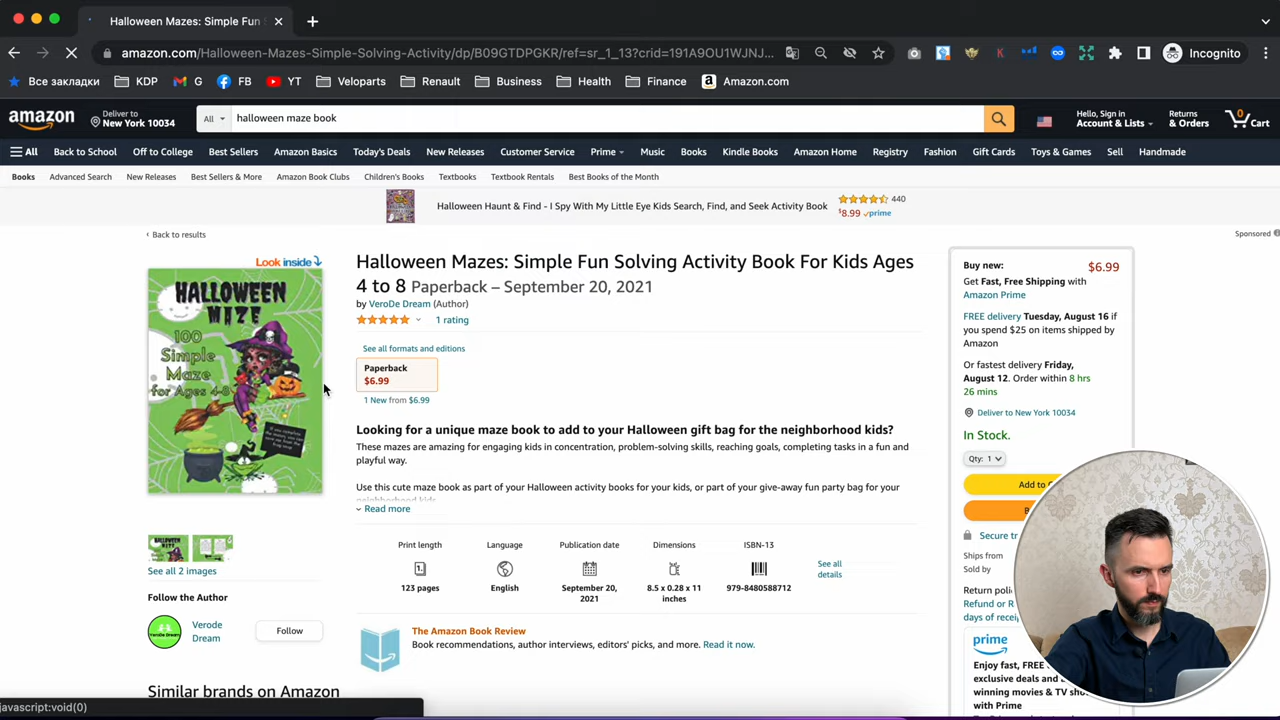 Halloween Mazes: Simple Fun S
amazon.com/Halloween-Mazes-Simple-Solving-Activity/dp/B09GTDPGKR/ref=sr_1_13?crid=191A9OU1WNJ...
Incognito
Все закладки
KDP
G
FB
YT
Veloparts
Renault
Business
Health
Finance
Amazon.com
amazon
Deliver to
New York 10034
All
halloween maze book
Hello, Sign in
Account & Lists
Returns
& Orders
0
Cart
All
Back to School
Off to College
Best Sellers
Amazon Basics
Today's Deals
New Releases
Customer Service
Prime
Music
Books
Kindle Books
Amazon Home
Registry
Fashion
Gift Cards
Toys & Games
Sell
Handmade
Books
Advanced Search
New Releases
Best Sellers & More
Amazon Book Clubs
Children's Books
Textbooks
Textbook Rentals
Best Books of the Month
Halloween Haunt & Find - I Spy With My Little Eye Kids Search, Find, and Seek Activity Book
440
$8.99 prime
Sponsored
‹ Back to results
Look inside
HALLOWEEN
MAZE
100
Simple
Maze
for Ages 4-8
Halloween Mazes: Simple Fun Solving Activity Book For Kids Ages
4 to 8 Paperback – September 20, 2021
by VeroDe Dream (Author)
1 rating
See all formats and editions
Paperback
$6.99
1 New from $6.99
Looking for a unique maze book to add to your Halloween gift bag for the neighborhood kids?
These mazes are amazing for engaging kids in concentration, problem-solving skills, reaching goals, completing tasks in a fun and
playful way.
Use this cute maze book as part of your Halloween activity books for your kids, or part of your give-away fun party bag for your
neighborhood kids
Read more
Print length
123 pages
Language
English
Publication date
September 20,
2021
Dimensions
8.5 x 0.28 x 11
inches
ISBN-13
979-8480588712
See all
details
See all 2 images
Follow the Author
Verode
Dream
Follow
The Amazon Book Review
Book recommendations, author interviews, editors' picks, and more. Read it now.
Similar brands on Amazon
javascript:void(0)
Buy new:
$6.99
Get Fast, Free Shipping with
Amazon Prime
FREE delivery Tuesday, August 16 if
you spend $25 on items shipped by
Amazon
Or fastest delivery Friday,
August 12. Order within 8 hrs
26 mins
Deliver to New York 10034
In Stock.
Qty: 1
Add to
Secure tr
Ships from
Sold by
Return poli
Refund or R
days of recei
prime
Enjoy fast, FREE
exclusive deals and
winning movies & TV sho
with Prime